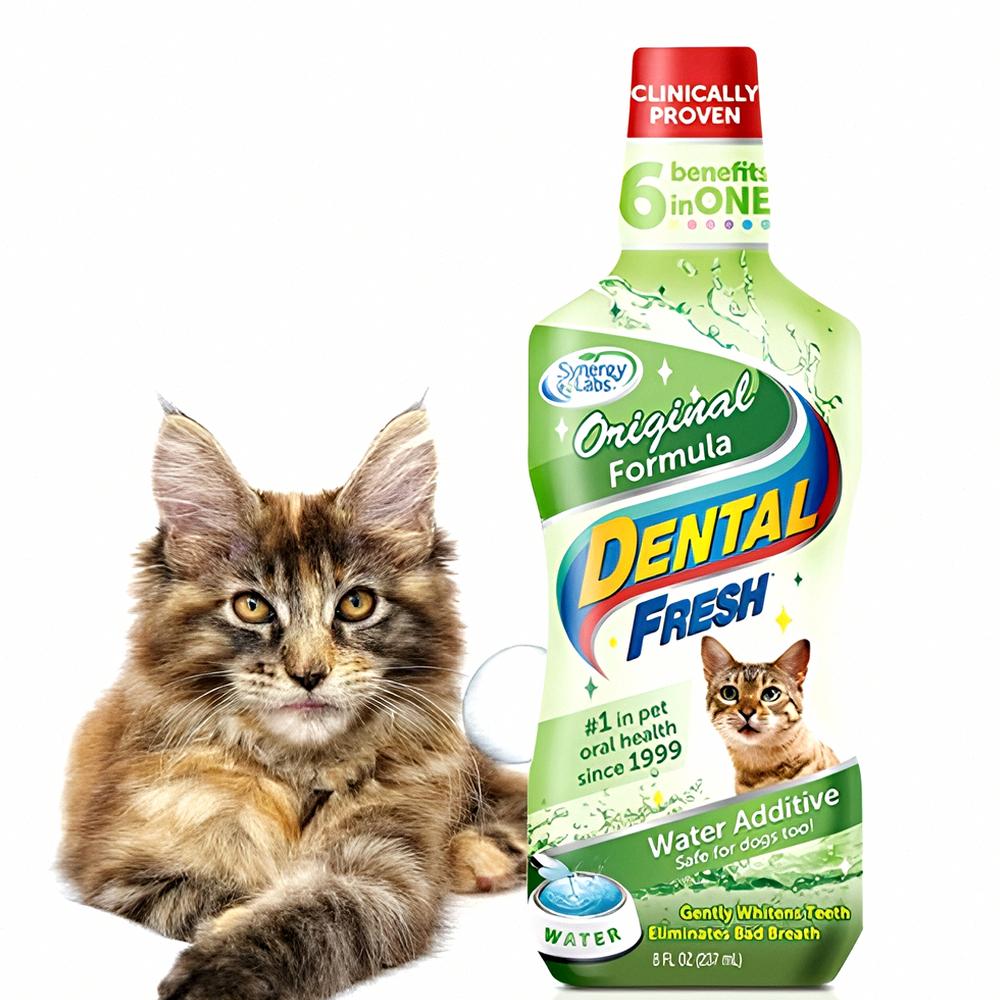 CLINICALLY
PROVEN
6 benefits
in ONE
Synergy
Labs.
Original
Formula
DENTAL
FRESH
#1 in pet
oral health
since 1999
Water Additive
Safe for dogs too!
WATER
Gently Whitens Teeth
Eliminates Bad Breath
8 FL OZ (237 mL)